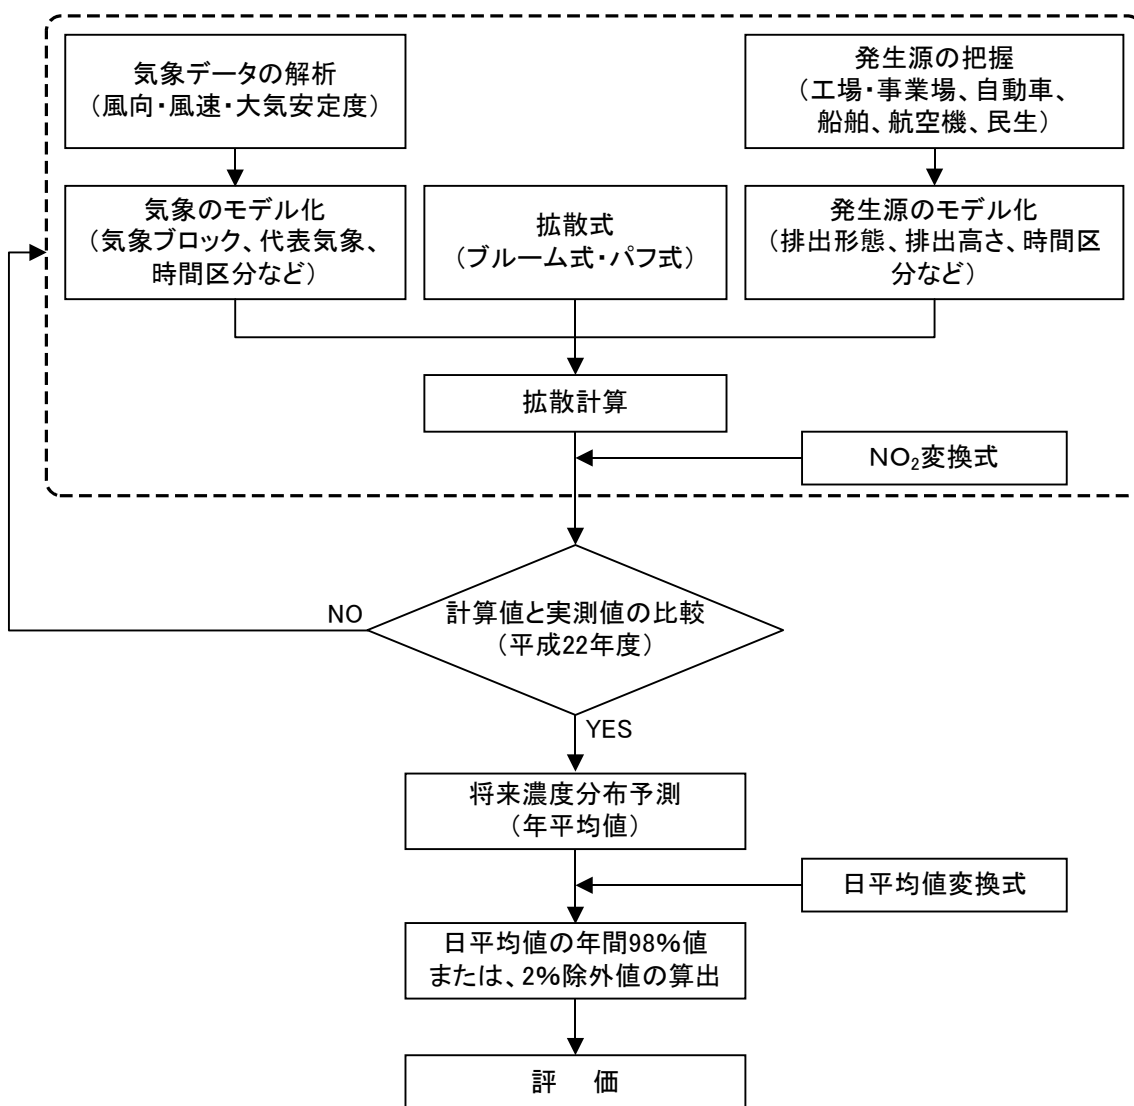 気象データの解析
（風向・風速・大気安定度）
発生源の把握
（工場・事業場、自動車、
船舶、航空機、民生）
気象のモデル化
（気象ブロック、代表気象、
時間区分など）
拡散式
（プルーム式・パフ式）
発生源のモデル化
（排出形態、排出高さ、時間区
分など）
拡散計算
NO₂変換式
計算値と実測値の比較
（平成22年度）
NO
YES
将来濃度分布予測
（年平均値）
日平均値変換式
日平均値の年間98%値
または、2%除外値の算出
評　価